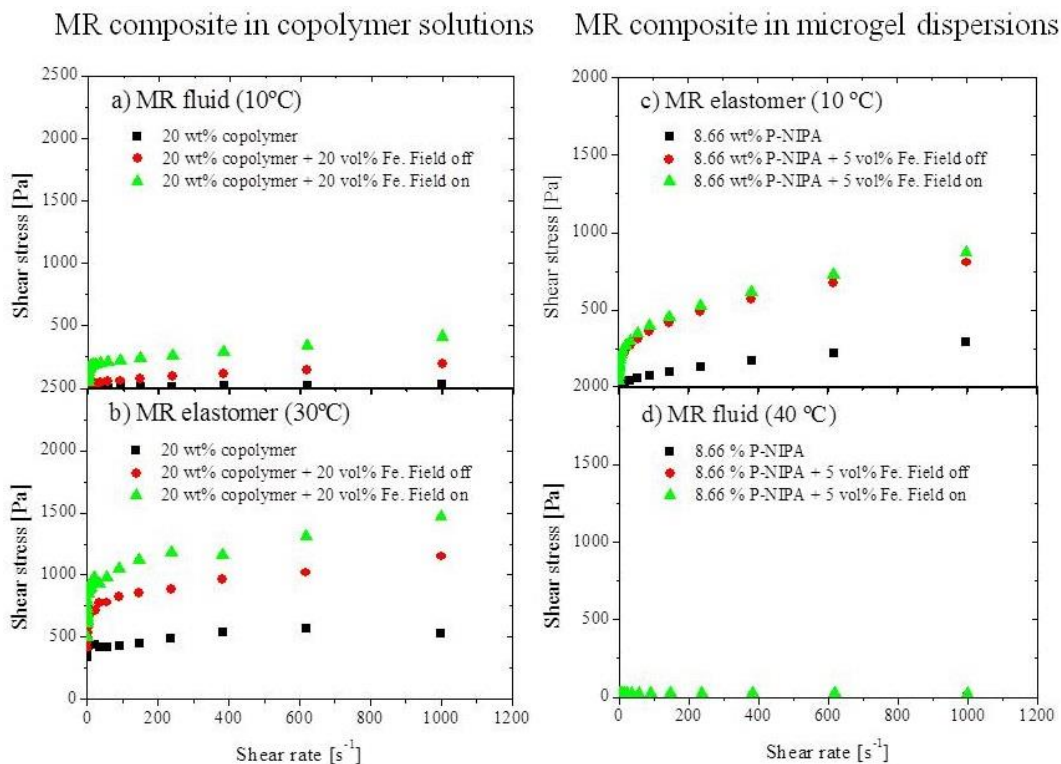 MR composite in copolymer solutions
MR composite in microgel dispersions
2500
2000
1500
1000
500
Shear stress [Pa]
a) MR fluid (10ºC)
20 wt% copolymer
20 wt% copolymer + 20 vol% Fe. Field off
20 wt% copolymer + 20 vol% Fe. Field on
2500
2000
1500
1000
500
0
Shear stress [Pa]
b) MR elastomer (30ºC)
20 wt% copolymer
20 wt% copolymer + 20 vol% Fe. Field off
20 wt% copolymer + 20 vol% Fe. Field on
0 200 400 600 800 1000 1200
Shear rate [s-1]
2000
1500
1000
500
Shear stress [Pa]
c) MR elastomer (10 ºC)
8.66 wt% P-NIPA
8.66 wt% P-NIPA + 5 vol% Fe. Field off
8.66 wt% P-NIPA + 5 vol% Fe. Field on
2000
1500
1000
500
0
Shear stress [Pa]
d) MR fluid (40 ºC)
8.66 % P-NIPA
8.66 % P-NIPA + 5 vol% Fe. Field off
8.66 % P-NIPA + 5 vol% Fe. Field on
0 200 400 600 800 1000 1200
Shear rate [s-1]